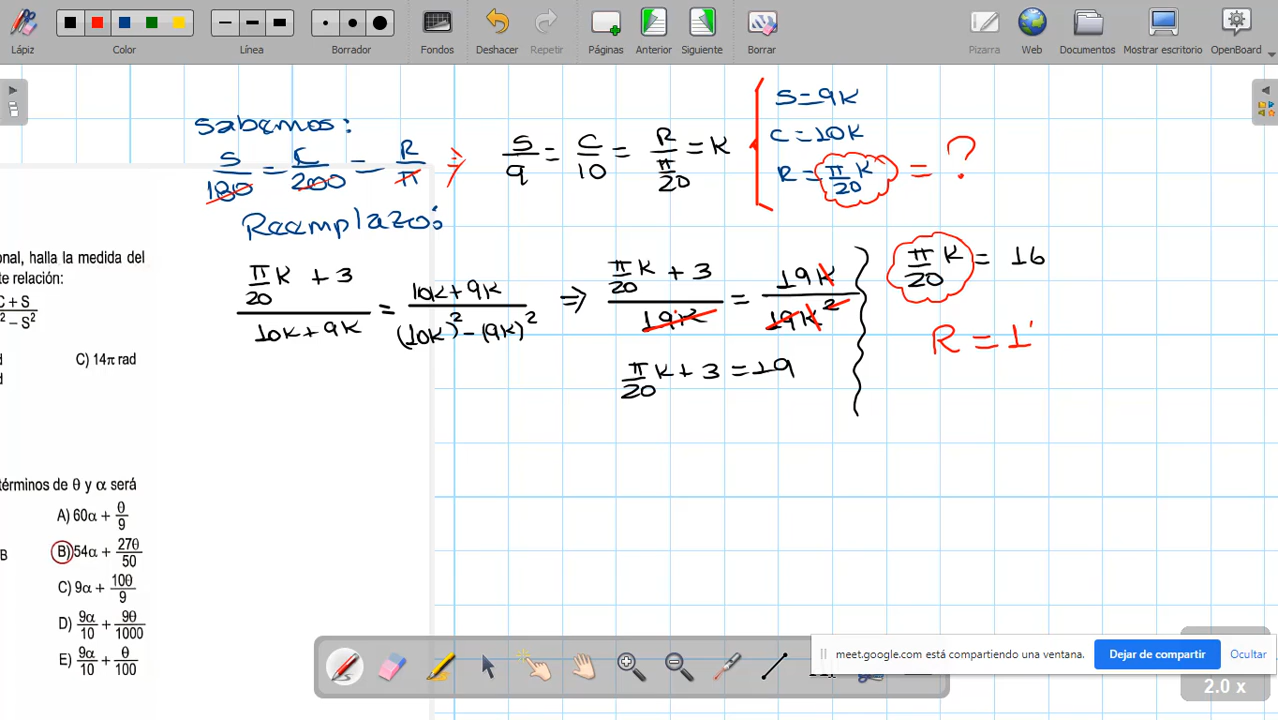 Lápiz Color Línea Borrador Fondos Deshacer Repetir Páginas Anterior Siguiente Borrar Pizarra Web Documentos Mostrar escritorio OpenBoard
Sabemos:
S/180 = C/200 = R/π ⇒ S/9 = C/10 = R/(π/20) = K
S=9K
C=10K
R=π/20 K = ?
Reemplazo:
(π/20 K + 3)/(10K+9K) = (10K+9K)/((10K)²-(9K)²) ⇒ (π/20 K + 3)/(19K) = 19K/(19K²)
π/20 K + 3 = 19
π/20 K = 16
R = 1
onal, halla la medida del
te relación:
C + S
² − S²
d C) 14π rad
d
términos de θ y α será
A) 60α + θ/9
B B) 54α + 27θ/50
C) 9α + 10θ/9
D) 9α/10 + 9θ/1000
E) 9α/10 + θ/100
meet.google.com está compartiendo una ventana. Dejar de compartir Ocultar
2.0 x